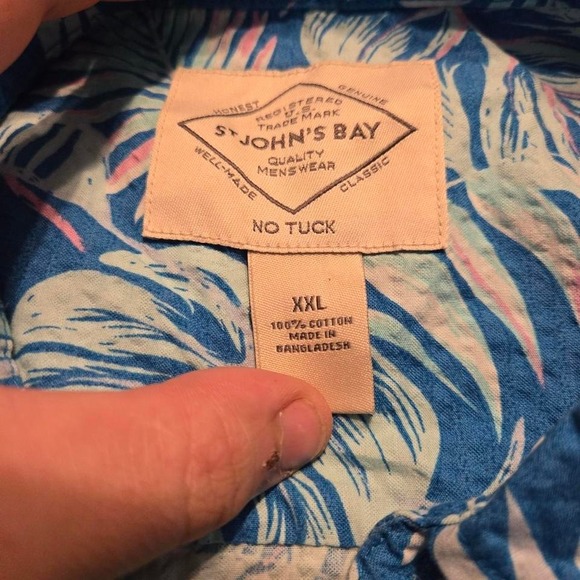 HONEST
GENUINE
REGISTERED
U.S.
TRADE MARK
ST JOHN'S BAY
QUALITY
MENSWEAR
WELL-MADE
CLASSIC
NO TUCK
XXL
100% COTTON
MADE IN
BANGLADESH